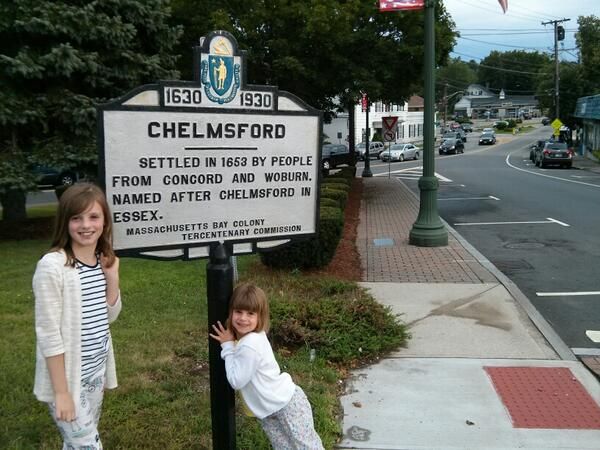 1630 1930
CHELMSFORD
SETTLED IN 1653 BY PEOPLE
FROM CONCORD AND WOBURN.
NAMED AFTER CHELMSFORD IN
ESSEX.
MASSACHUSETTS BAY COLONY
TERCENTENARY COMMISSION